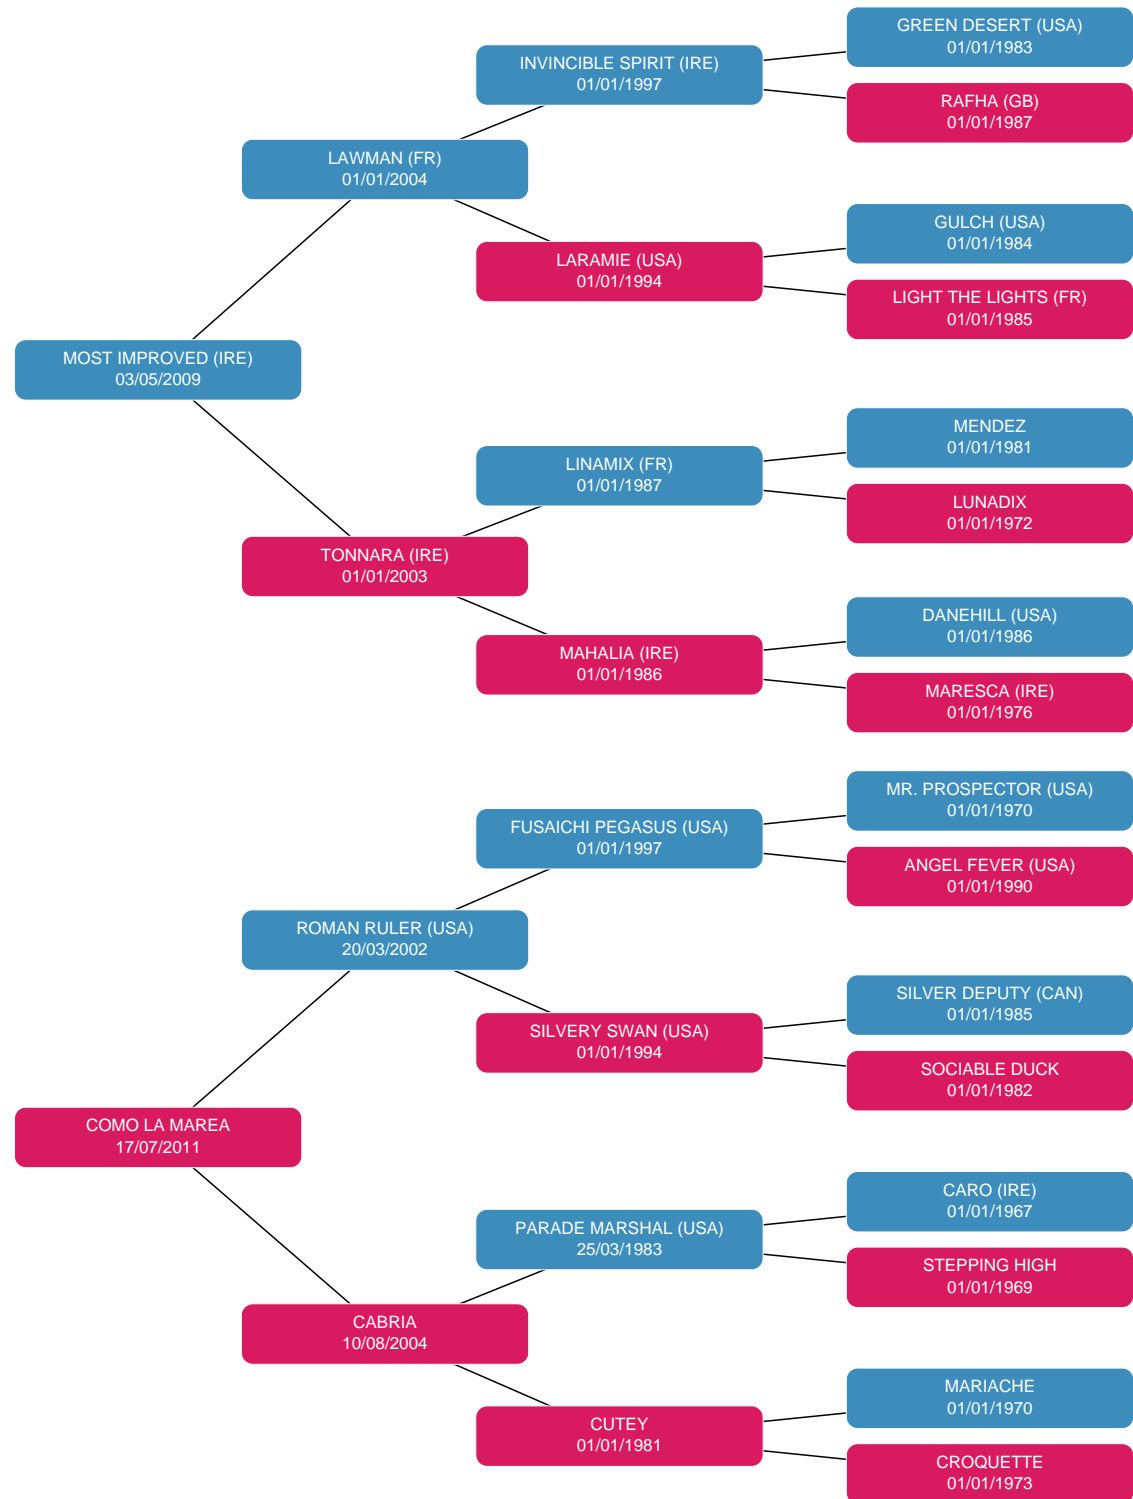 GREEN DESERT (USA)
01/01/1983
INVINCIBLE SPIRIT (IRE)
01/01/1997
RAFHA (GB)
01/01/1987
LAWMAN (FR)
01/01/2004
GULCH (USA)
01/01/1984
LARAMIE (USA)
01/01/1994
LIGHT THE LIGHTS (FR)
01/01/1985
MOST IMPROVED (IRE)
03/05/2009
MENDEZ
01/01/1981
LINAMIX (FR)
01/01/1987
LUNADIX
01/01/1972
TONNARA (IRE)
01/01/2003
DANEHILL (USA)
01/01/1986
MAHALIA (IRE)
01/01/1986
MARESCA (IRE)
01/01/1976
MR. PROSPECTOR (USA)
01/01/1970
FUSAICHI PEGASUS (USA)
01/01/1997
ANGEL FEVER (USA)
01/01/1990
ROMAN RULER (USA)
20/03/2002
SILVER DEPUTY (CAN)
01/01/1985
SILVERY SWAN (USA)
01/01/1994
SOCIABLE DUCK
01/01/1982
COMO LA MAREA
17/07/2011
CARO (IRE)
01/01/1967
PARADE MARSHAL (USA)
25/03/1983
STEPPING HIGH
01/01/1969
CABRIA
10/08/2004
MARIACHE
01/01/1970
CUTEY
01/01/1981
CROQUETTE
01/01/1973